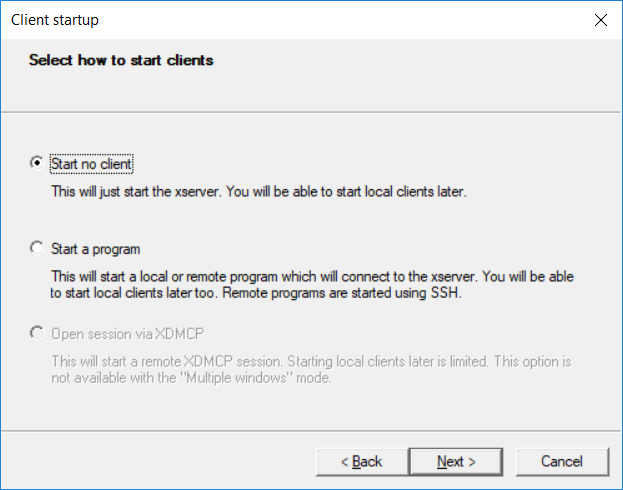 Client startup
Select how to start clients
Start no client
This will just start the xserver. You will be able to start local clients later.
Start a program
This will start a local or remote program which will connect to the xserver. You will be able
to start local clients later too. Remote programs are started using SSH.
Open session via XDMCP
This will start a remote XDMCP session. Starting local clients later is limited. This option is
not available with the "Multiple windows" mode.
< Back Next > Cancel